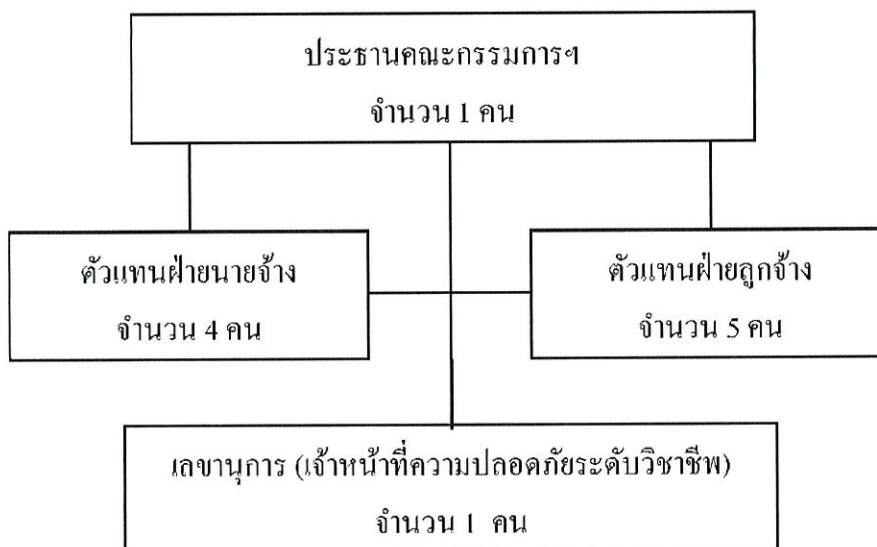 ประธานคณะกรรมการฯ
จำนวน 1 คน
ตัวแทนฝ่ายนายจ้าง
จำนวน 4 คน
ตัวแทนฝ่ายลูกจ้าง
จำนวน 5 คน
เลขานุการ (เจ้าหน้าที่ความปลอดภัยระดับวิชาชีพ)
จำนวน 1 คน